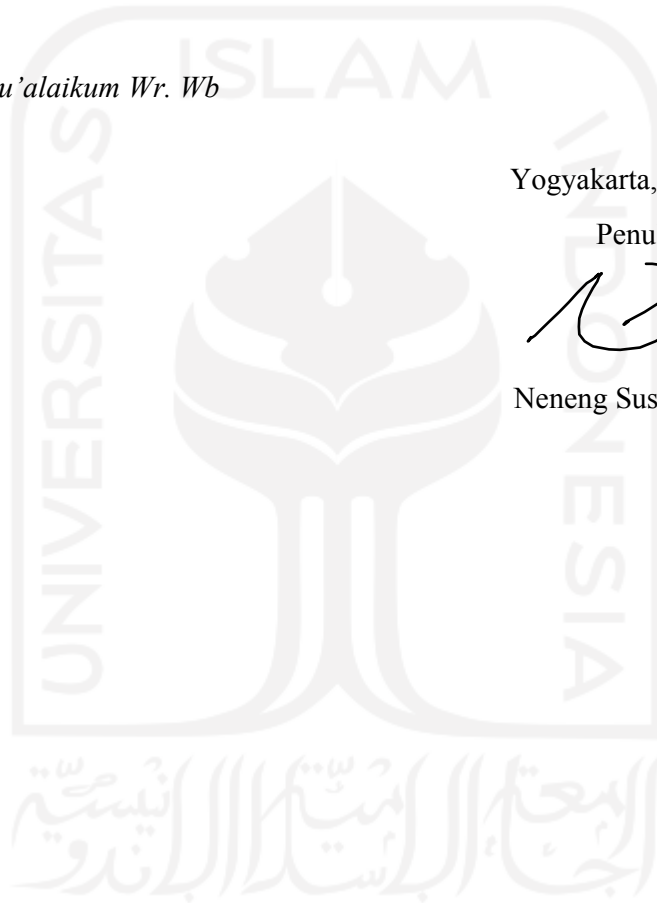 u’alaikum Wr. Wb
Yogyakarta,
Penu
Neneng Sus
ISLAM
UNIVERSITAS
INDONESIA